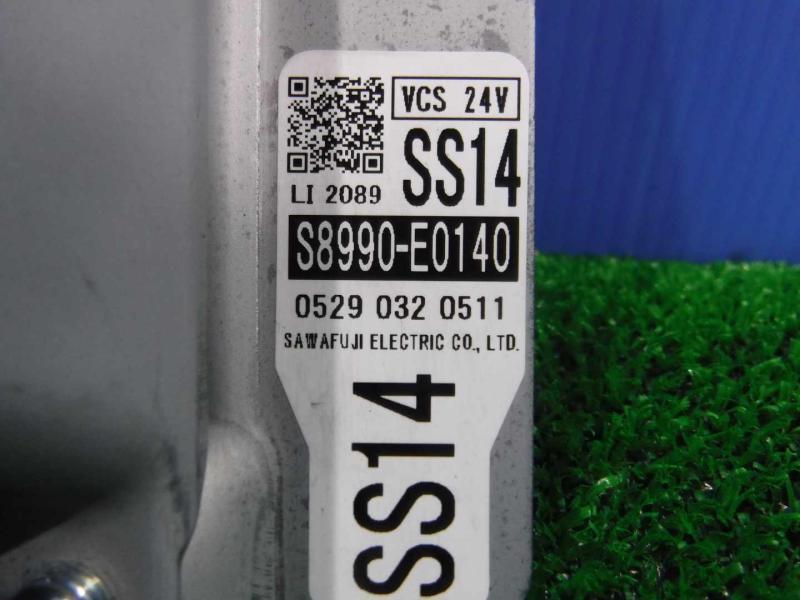 VCS 24V
SS14
LI 2089
S8990-E0140
0529 032 0511
SAWAFUJI ELECTRIC CO., LTD.
SS14